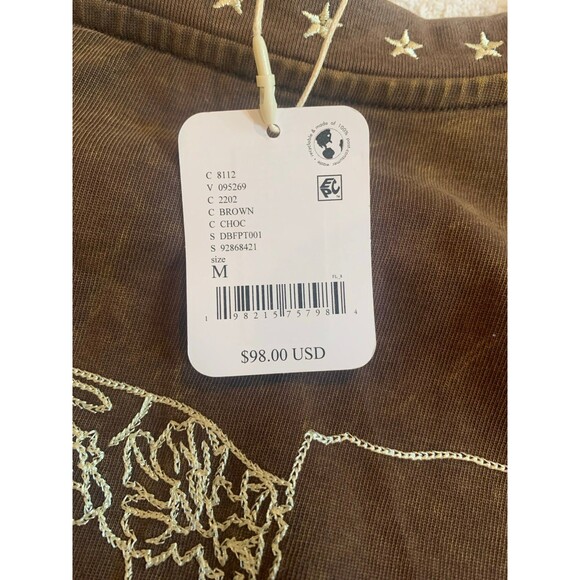 C 8112
V 095269
C 2202
C BROWN
C CHOC
S DBFPT001
S 92868421
size
M
1 98215 75798 4
$98.00 USD